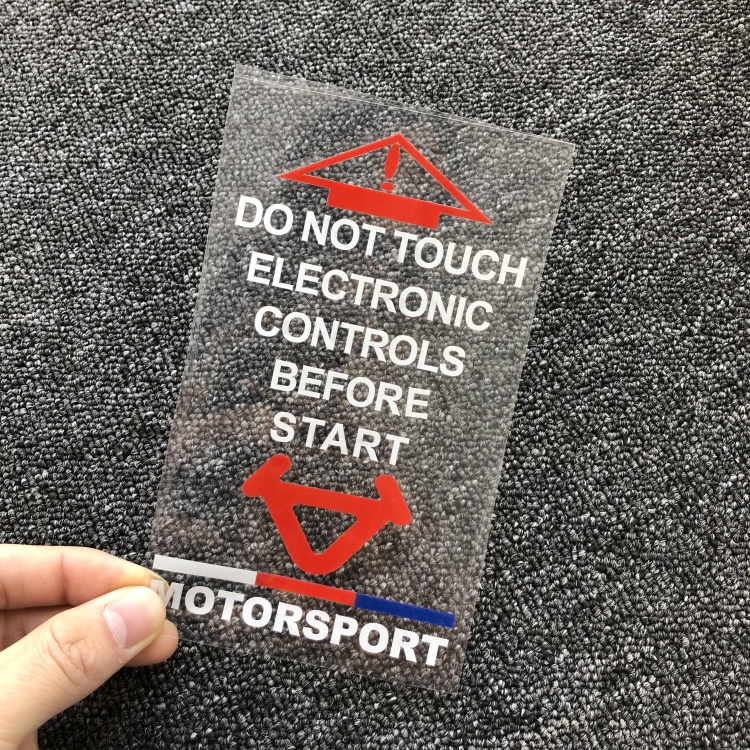 DO NOT TOUCH
ELECTRONIC
CONTROLS
BEFORE
START
MOTORSPORT